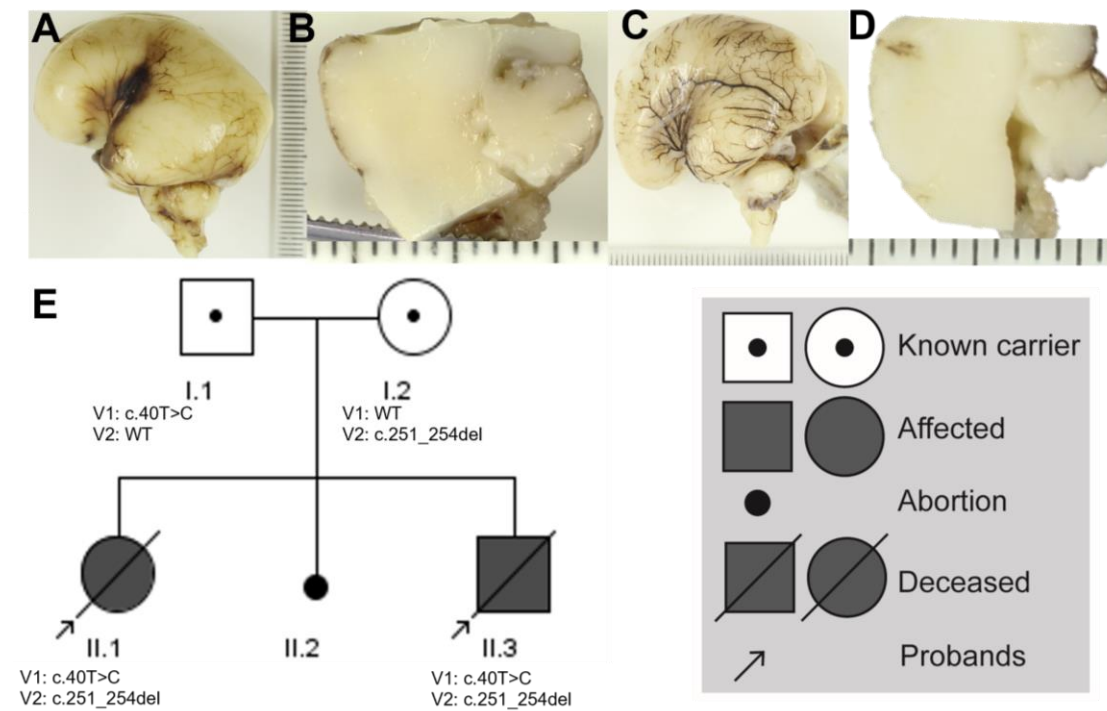 A
B
C
D
E
I.1
I.2
V1: c.40T>C
V2: WT
V1: WT
V2: c.251_254del
II.1
II.2
II.3
V1: c.40T>C
V2: c.251_254del
V1: c.40T>C
V2: c.251_254del
Known carrier
Affected
Abortion
Deceased
Probands